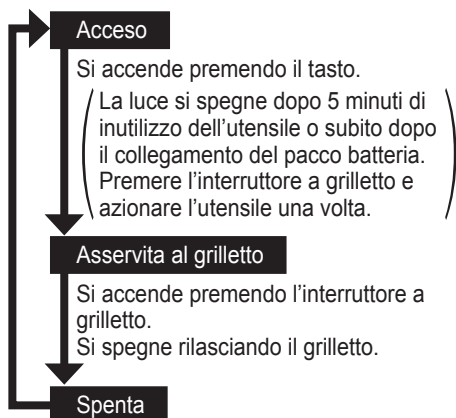 Acceso
Si accende premendo il tasto.
La luce si spegne dopo 5 minuti di
inutilizzo dell’utensile o subito dopo
il collegamento del pacco batteria.
Premere l’interruttore a grilletto e
azionare l’utensile una volta.
Asservita al grilletto
Si accende premendo l’interruttore a
grilletto.
Si spegne rilasciando il grilletto.
Spenta